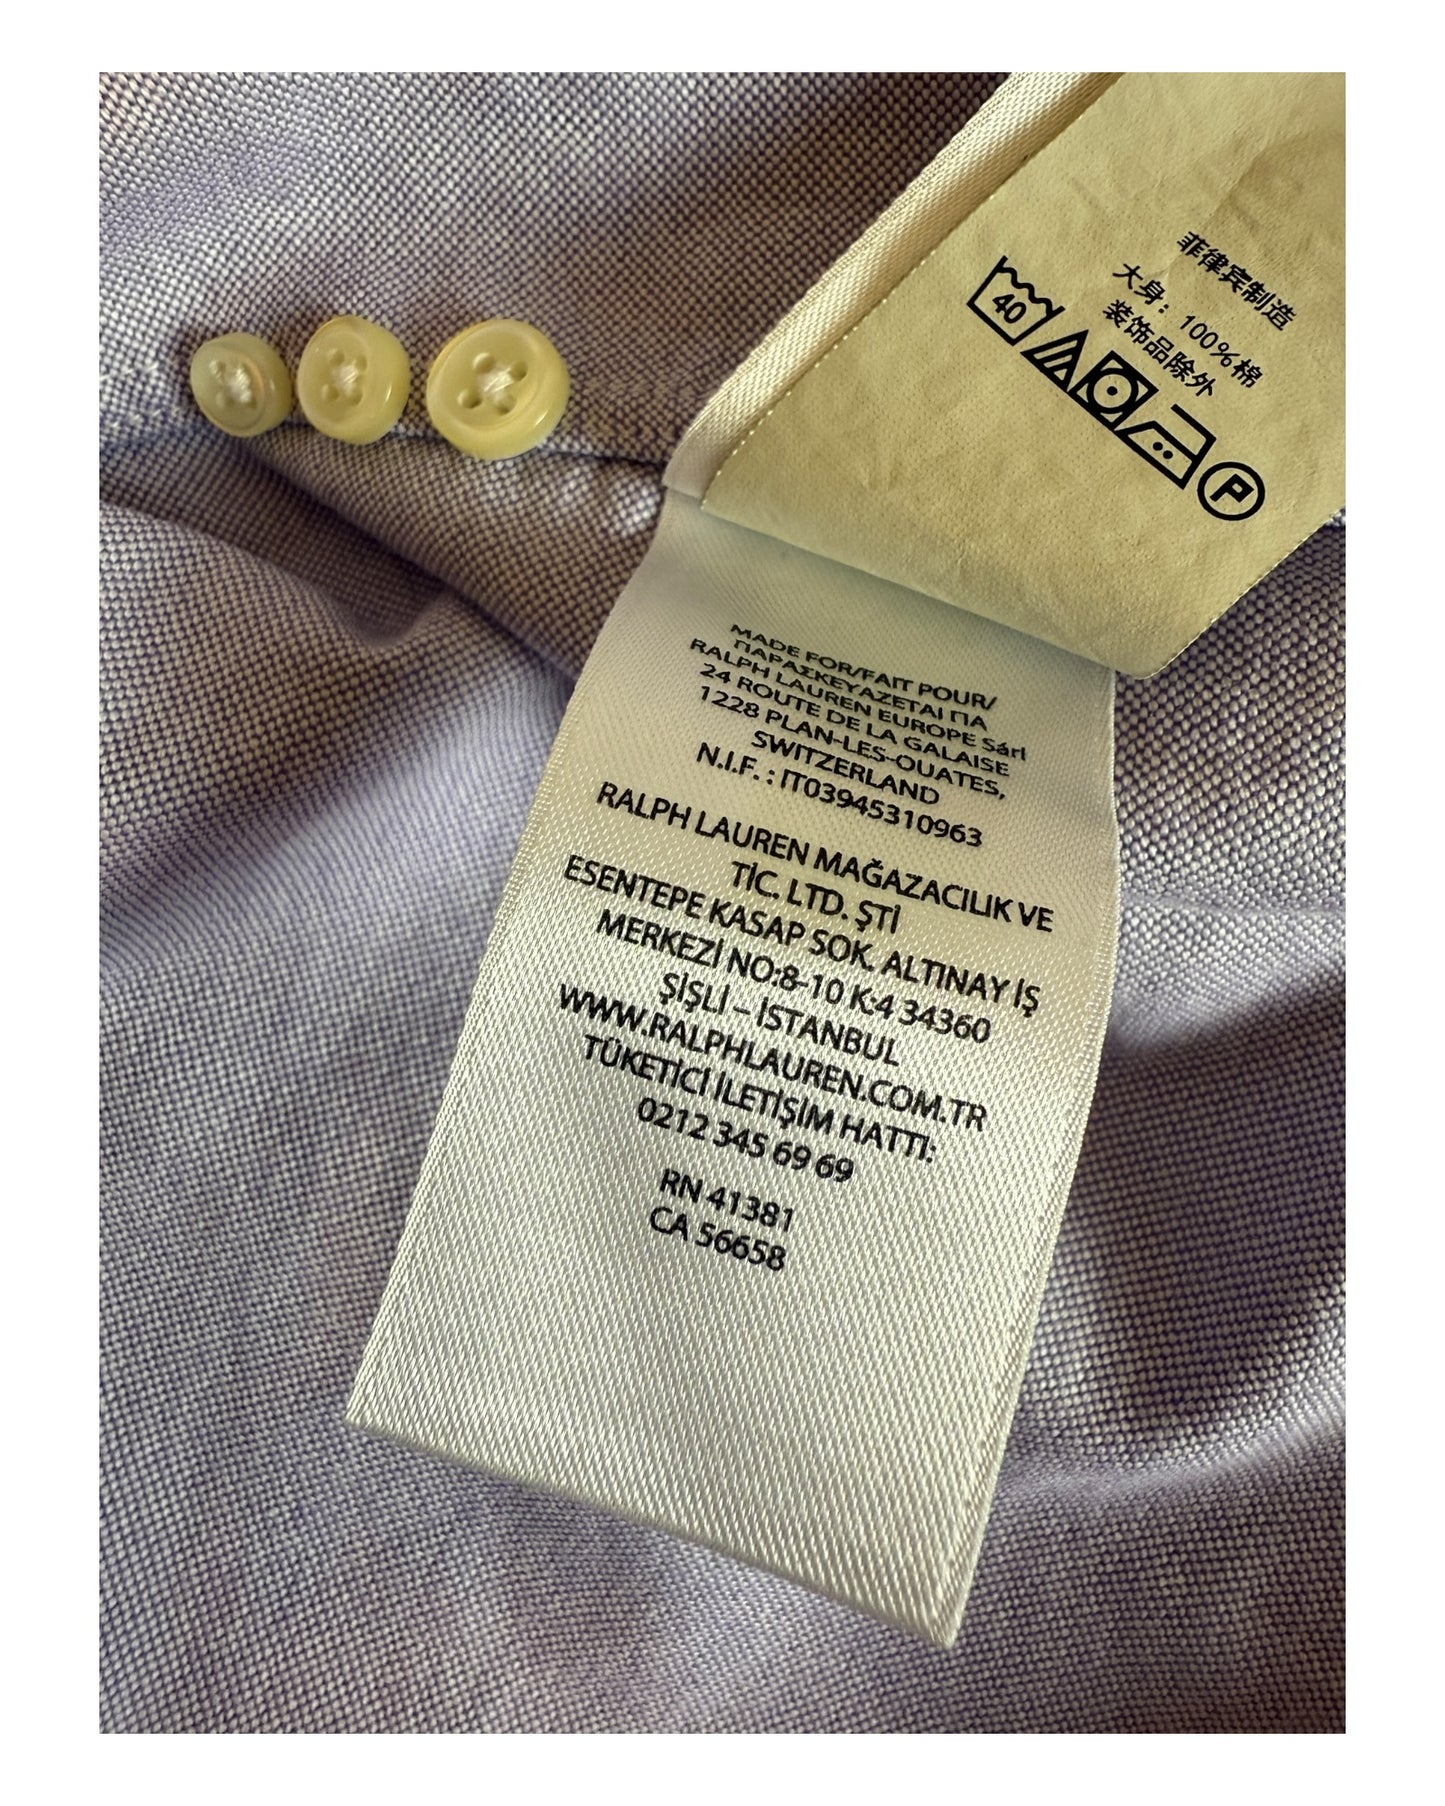 菲律宾制造
大身：100%棉
装饰品除外
40
P
MADE FOR/FAIT POUR/
ΠΑΡΑΣΚΕΥΑΖΕΤΑΙ ΓΙΑ
RALPH LAUREN EUROPE Sárl
24 ROUTE DE LA GALAISE
1228 PLAN-LES-OUATES,
SWITZERLAND
N.I.F. : IT03945310963
RALPH LAUREN MAĞAZACILIK VE
TİC. LTD. ŞTİ
ESENTEPE KASAP SOK. ALTINAY İŞ
MERKEZİ NO:8-10 K:4 34360
ŞİŞLİ – İSTANBUL
WWW.RALPHLAUREN.COM.TR
TÜKETİCİ İLETİŞİM HATTI:
0212 345 69 69
RN 41381
CA 56658